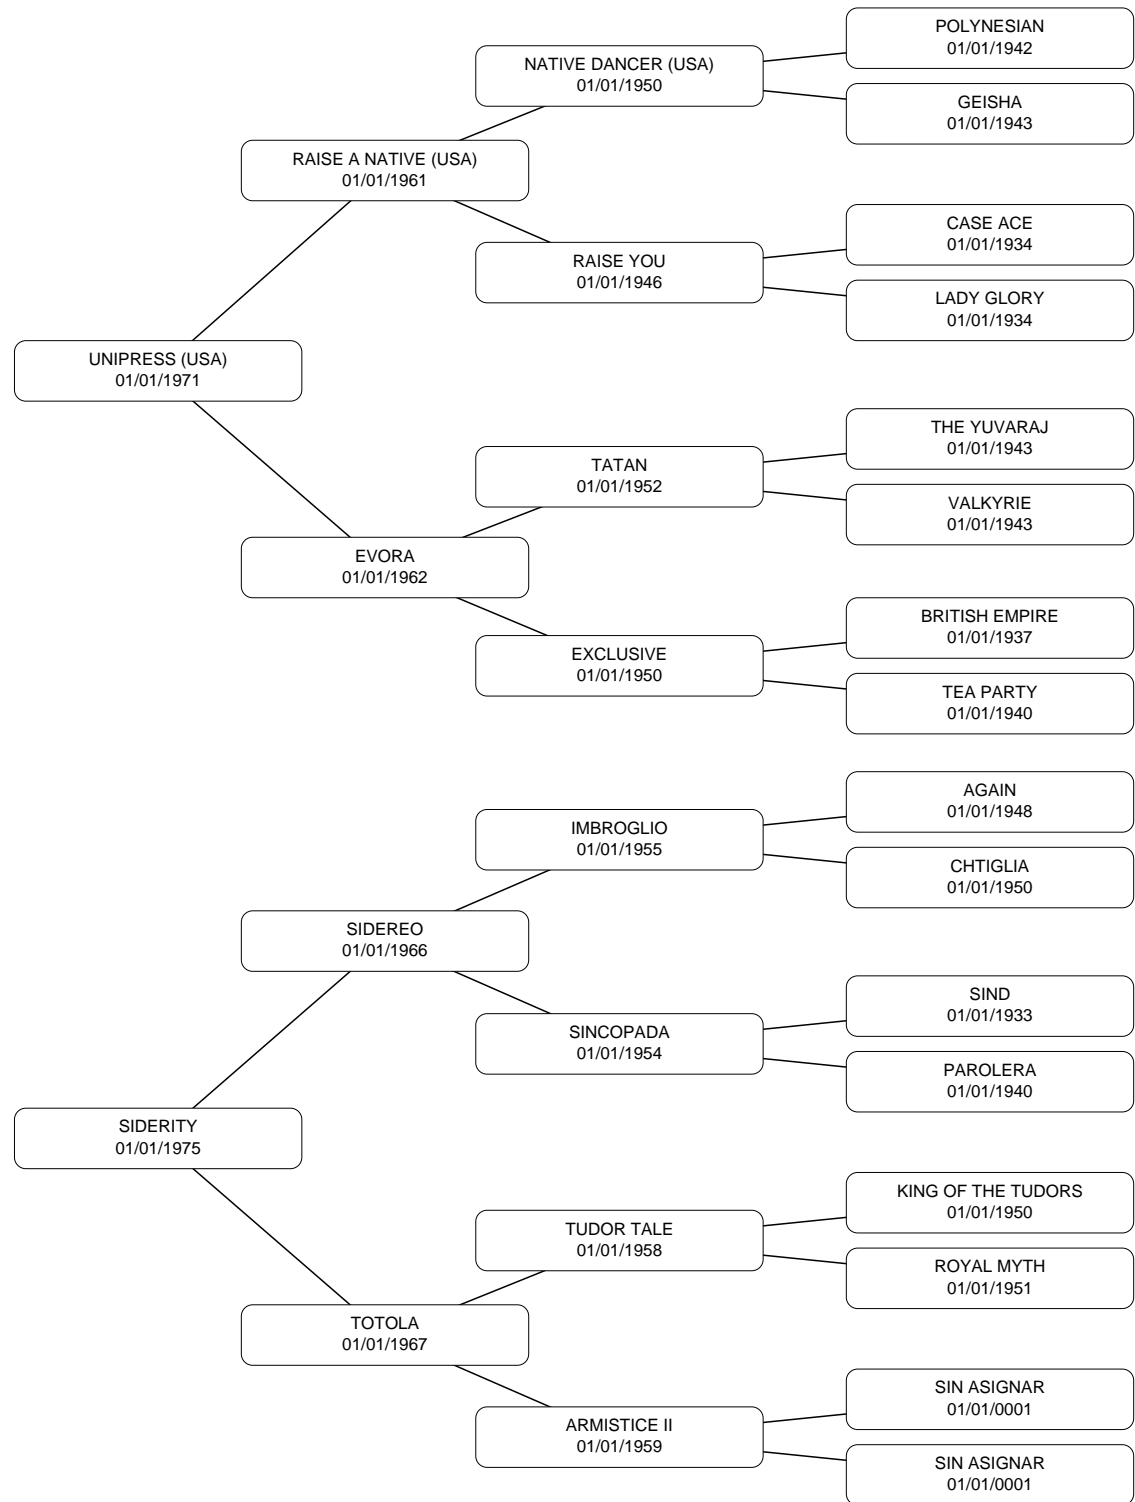 POLYNESIAN
01/01/1942
NATIVE DANCER (USA)
01/01/1950
GEISHA
01/01/1943
RAISE A NATIVE (USA)
01/01/1961
CASE ACE
01/01/1934
RAISE YOU
01/01/1946
LADY GLORY
01/01/1934
UNIPRESS (USA)
01/01/1971
THE YUVARAJ
01/01/1943
TATAN
01/01/1952
VALKYRIE
01/01/1943
EVORA
01/01/1962
BRITISH EMPIRE
01/01/1937
EXCLUSIVE
01/01/1950
TEA PARTY
01/01/1940
AGAIN
01/01/1948
IMBROGLIO
01/01/1955
CHTIGLIA
01/01/1950
SIDEREO
01/01/1966
SIND
01/01/1933
SINCOPADA
01/01/1954
PAROLERA
01/01/1940
SIDERITY
01/01/1975
KING OF THE TUDORS
01/01/1950
TUDOR TALE
01/01/1958
ROYAL MYTH
01/01/1951
TOTOLA
01/01/1967
SIN ASIGNAR
01/01/0001
ARMISTICE II
01/01/1959
SIN ASIGNAR
01/01/0001